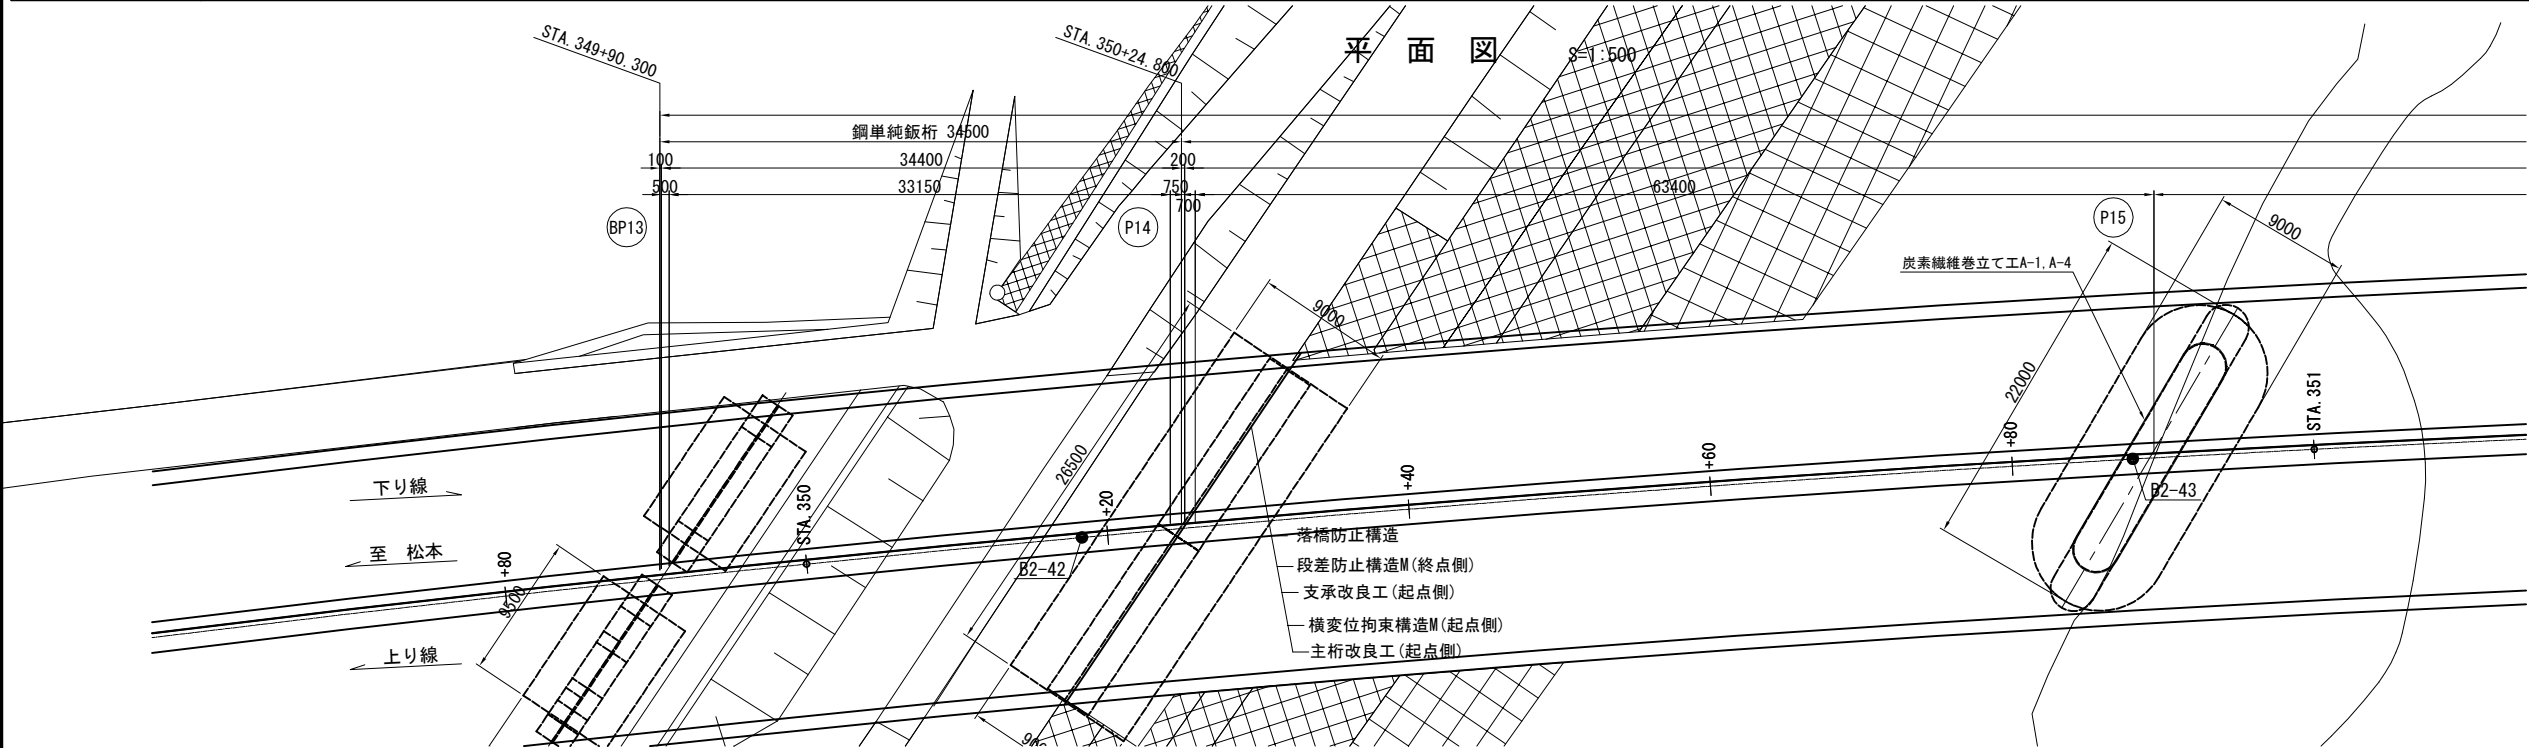 平面図 S=1:500
STA. 349+90.300
STA. 350+24.800
鋼単純鈑桁 34500
100
34400
200
500
33150
750
63400
700
BP13
P14
P15
9000
9000
炭素繊維巻立て工A-1, A-4
22000
STA. 351
26500
下り線
STA. 350
+20
+40
+60
+80
B2-43
落橋防止構造
至 松本
+80
B2-42
段差防止構造M(終点側)
支承改良工(起点側)
9500
横変位拘束構造M(起点側)
上り線
主桁改良工(起点側)